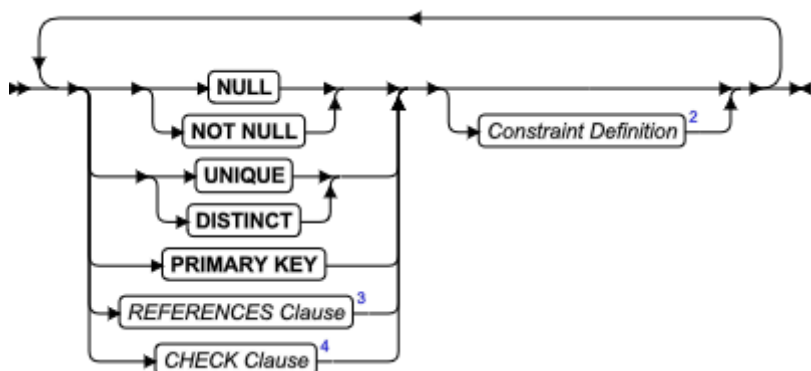 NULL
NOT NULL
Constraint Definition 2
UNIQUE
DISTINCT
PRIMARY KEY
REFERENCES Clause 3
CHECK Clause 4